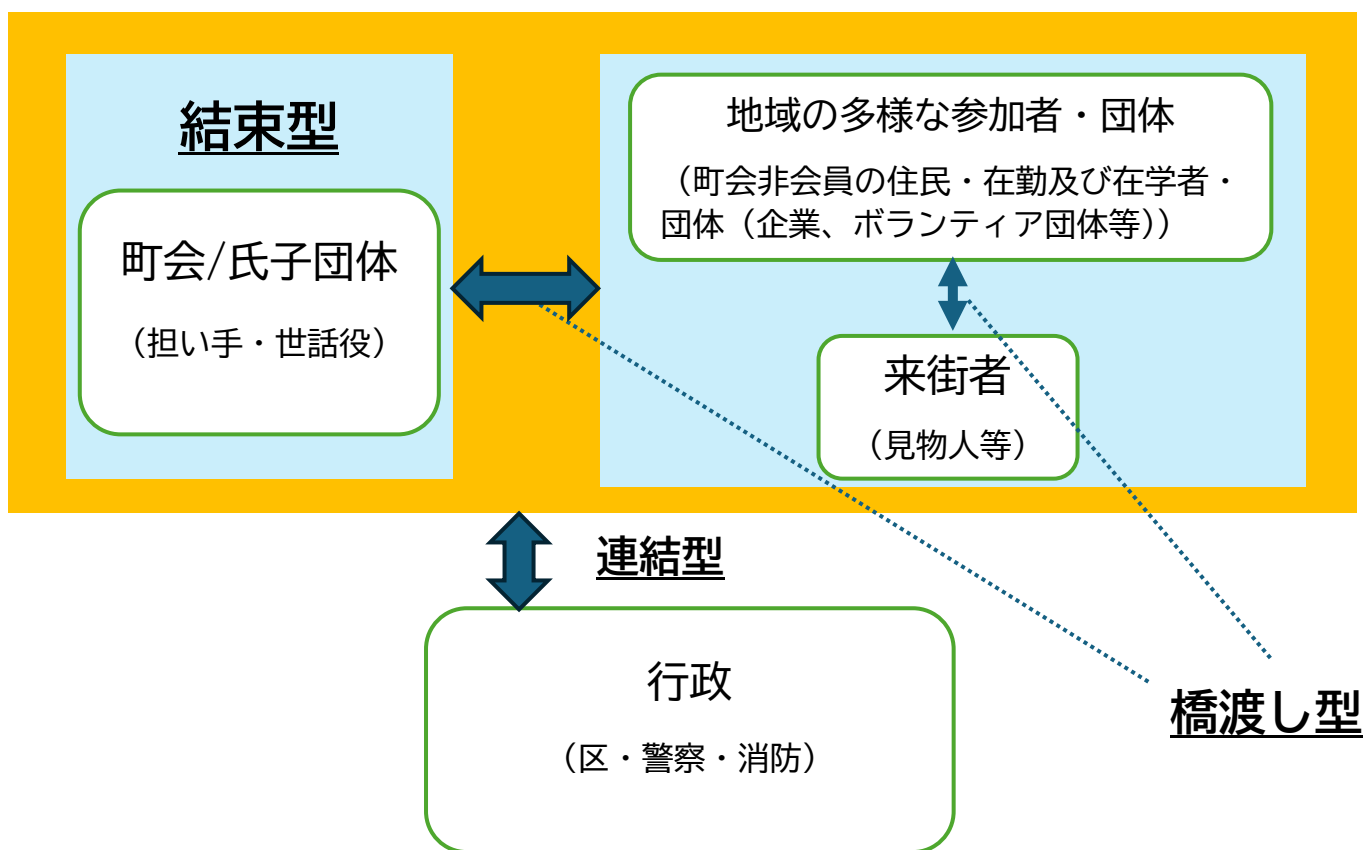 結束型
町会/氏子団体
（担い手・世話役）
地域の多様な参加者・団体
（町会非会員の住民・在勤及び在学者・
団体（企業、ボランティア団体等））
来街者
（見物人等）
連結型
行政
（区・警察・消防）
橋渡し型